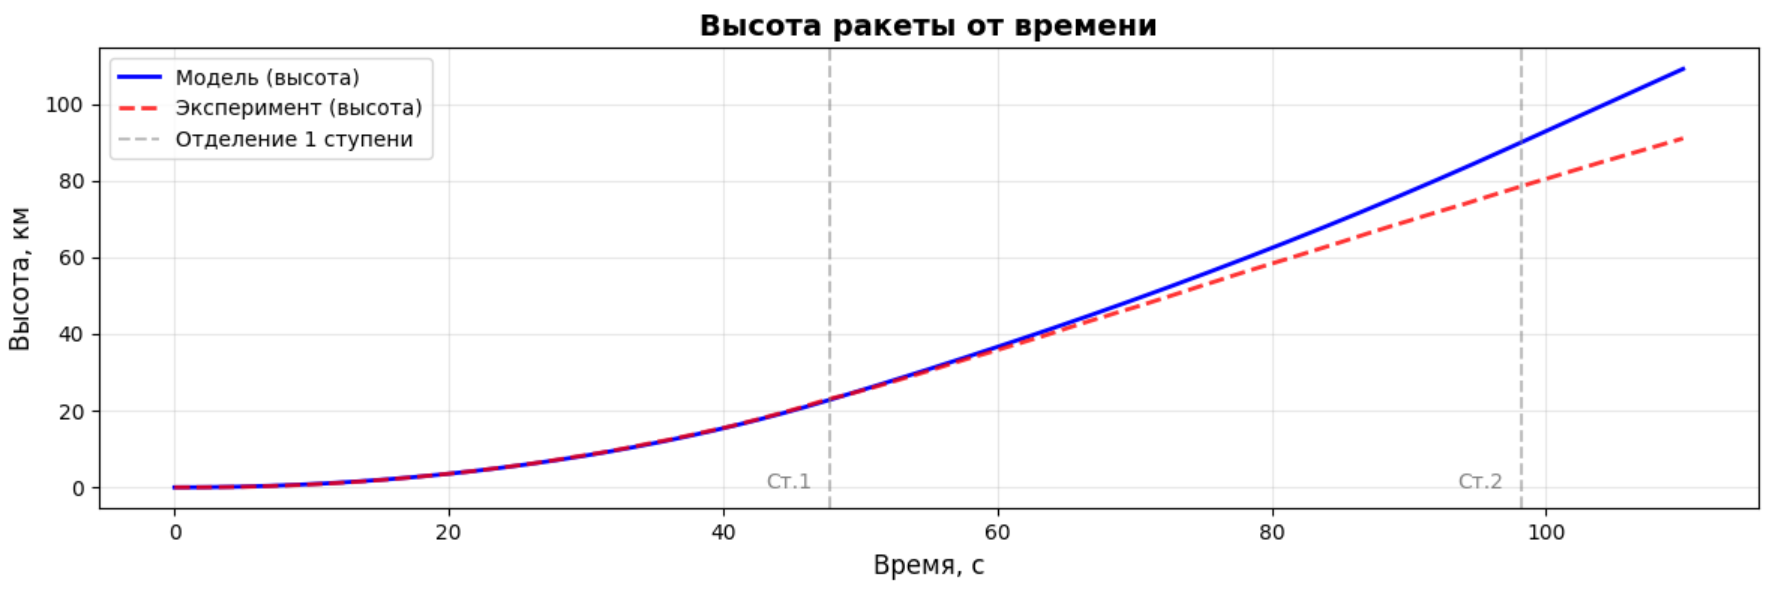 Высота ракеты от времени
Модель (высота)
Эксперимент (высота)
Отделение 1 ступени
Высота, км
100
80
60
40
20
0
Ст.1
Ст.2
0
20
40
60
80
100
Время, с